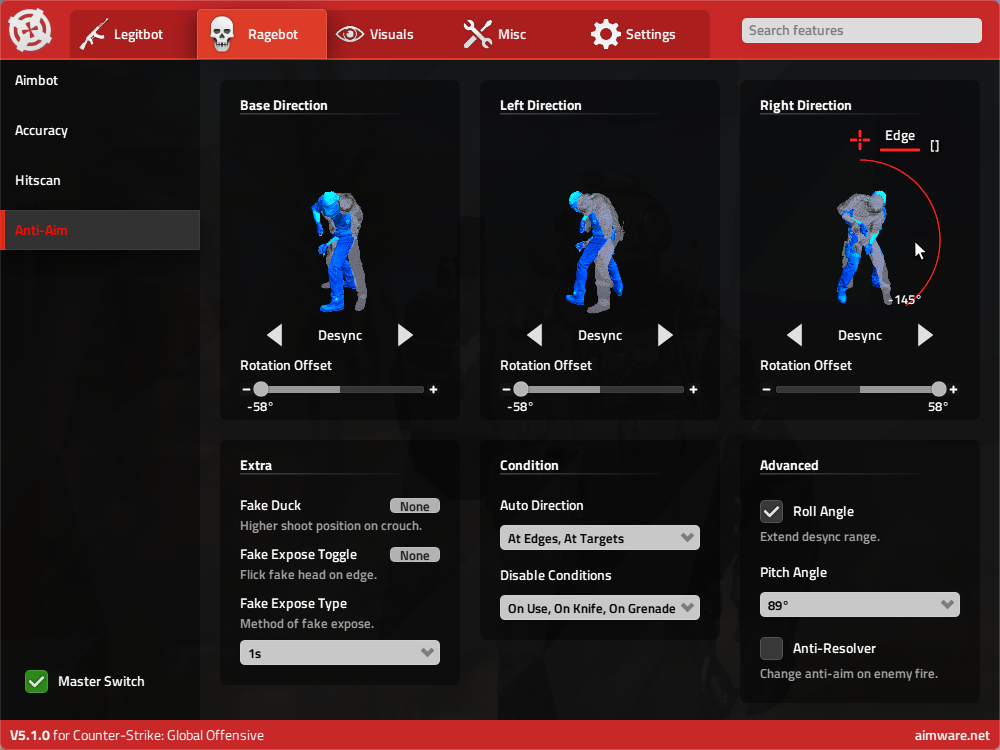 Legitbot
Ragebot
Visuals
Misc
Settings
Search features
Aimbot
Accuracy
Hitscan
Anti-Aim
Master Switch
Base Direction
Desync
Rotation Offset
-58°
Left Direction
Desync
Rotation Offset
-58°
Right Direction
Edge
[]
-145°
Desync
Rotation Offset
58°
Extra
Fake Duck None
Higher shoot position on crouch.
Fake Expose Toggle None
Flick fake head on edge.
Fake Expose Type
Method of fake expose.
1s
Condition
Auto Direction
At Edges, At Targets
Disable Conditions
On Use, On Knife, On Grenade
Advanced
Roll Angle
Extend desync range.
Pitch Angle
89°
Anti-Resolver
Change anti-aim on enemy fire.
V5.1.0 for Counter-Strike: Global Offensive
aimware.net